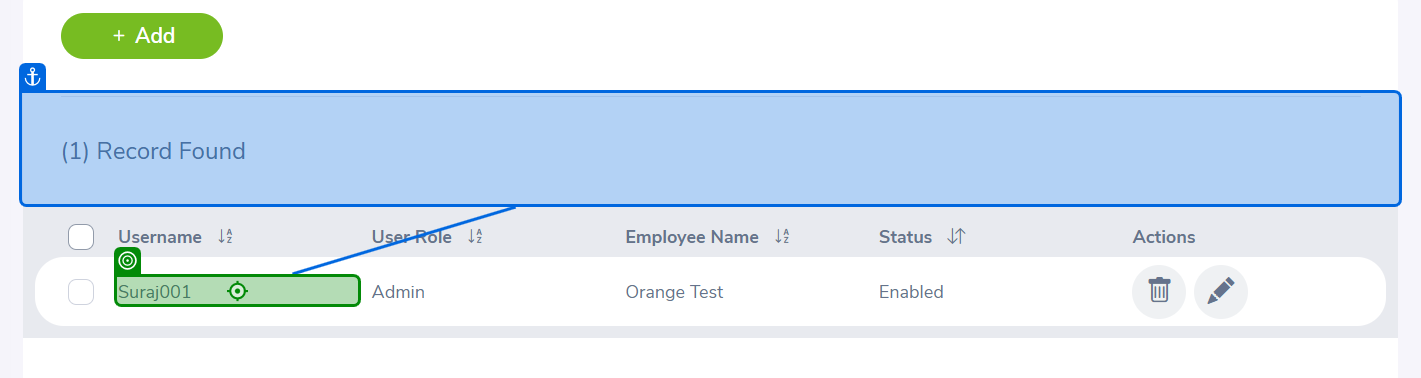 + Add
(1) Record Found
Username User Role Employee Name Status Actions
Suraj001 Admin Orange Test Enabled